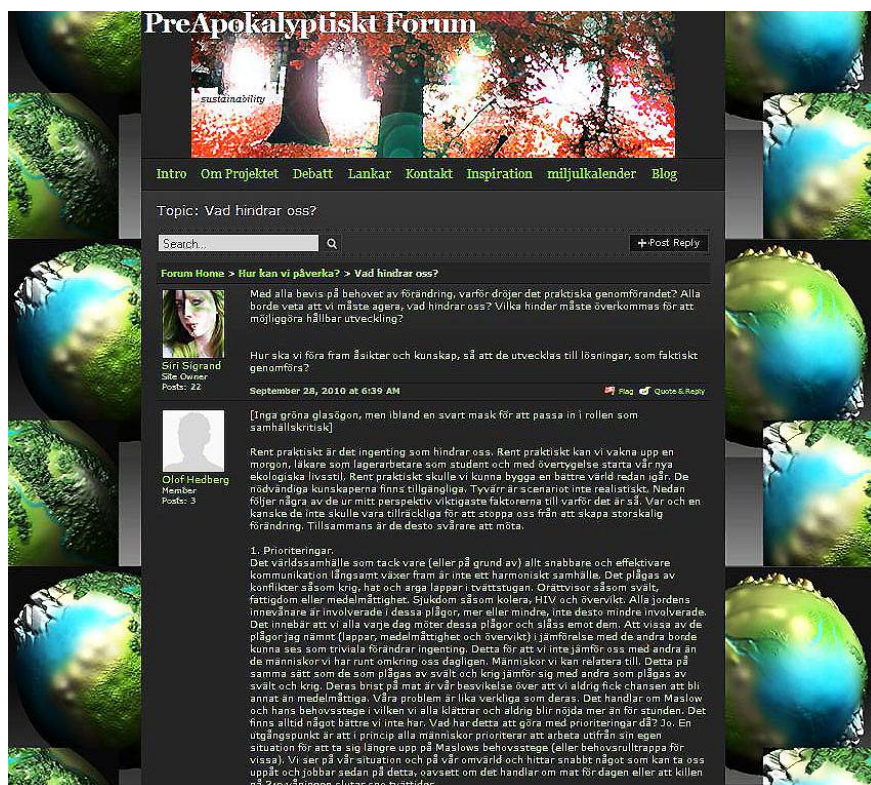 PreApokalyptiskt Forum
sustainability
Intro Om Projektet Debatt Lankar Kontakt Inspiration miljulkalender Blog
Topic: Vad hindrar oss?
Search...
+Post Reply
Forum Home > Hur kan vi påverka? > Vad hindrar oss?
Siri Sigrand
Site Owner
Posts: 22
Med alla bevis på behovet av förändring, varför dröjer det praktiska genomförandet? Alla
borde veta att vi måste agera, vad hindrar oss? Vilka hinder måste överkommas för att
möjliggöra hållbar utveckling?
Hur ska vi föra fram åsikter och kunskap, så att de utvecklas till lösningar, som faktiskt
genomförs?
September 28, 2010 at 6:39 AM
Flag Quote & Reply
Olof Hedberg
Member
Posts: 3
[Inga gröna glasögon, men ibland en svart mask för att passa in i rollen som
samhällskritisk]
Rent praktiskt är det ingenting som hindrar oss. Rent praktiskt kan vi vakna upp en
morgon, läkare som lagerarbetare som student och med övertygelse starta vår nya
ekologiska livsstil. Rent praktiskt skulle vi kunna bygga en bättre värld redan igår. De
nödvändiga kunskaperna finns tillgängliga. Tyvärr är scenariot inte realistiskt. Nedan
följer några av de ur mitt perspektiv viktigaste faktorerna till varför det är så. Var och en
kanske de inte skulle vara tillräckliga för att stoppa oss från att skapa storskalig
förändring. Tillsammans är de desto svårare att möta.
1. Prioriteringar.
Det världssamhälle som tack vare (eller på grund av) allt snabbare och effektivare
kommunikation långsamt växer fram är inte ett harmoniskt samhälle. Det plågas av
konflikter såsom krig, hat och arga lappar i tvättstugan. Orättvisor såsom svält,
fattigdom eller medelmåttighet. Sjukdom såsom kolera, HIV och övervikt. Alla jordens
innevånare är involverade i dessa plågor, mer eller mindre, inte desto mindre involverade.
Det innebär att vi alla varje dag möter dessa plågor och slåss emot dem. Att vissa av de
plågor jag nämnt (lappar, medelmåttighet och övervikt) i jämförelse med de andra borde
kunna ses som triviala förändrar ingenting. Detta för att vi inte jämför oss med andra än
de människor vi har runt omkring oss dagligen. Människor vi kan relatera till. Detta på
samma sätt som de som plågas av svält och krig jämför sig med andra som plågas av
svält och krig. Deras brist på mat är vår besvikelse över att vi aldrig fick chansen att bli
annat än medelmåttiga. Våra problem är lika verkliga som deras. Det handlar om Maslow
och hans behovsstege i vilken vi alla klättrar och aldrig blir nöjda mer än för stunden. Det
finns alltid något bättre vi inte har. Vad har detta att göra med prioriteringar då? Jo. En
utgångspunkt är att i princip alla människor prioriterar att arbeta utifrån sin egen
situation för att ta sig längre upp på Maslows behovsstege (eller behovsrulltrappa för
vissa). Vi ser på vår situation och på vår omvärld och hittar snabbt något som kan ta oss
uppåt och jobbar sedan på detta, oavsett om det handlar om mat för dagen eller att killen
på 3:e våningen slutar sno tvättider.